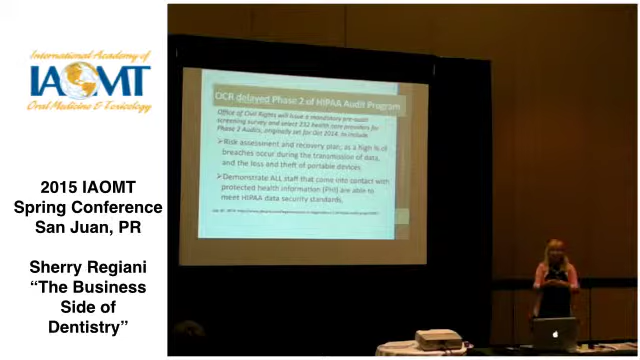 International Academy of
IAOMT
Oral Medicine & Toxicology
2015 IAOMT
Spring Conference
San Juan, PR
Sherry Regiani
“The Business
Side of
Dentistry”
OCR delayed Phase 2 of HIPAA Audit Program
Office of Civil Rights will issue a mandatory pre-audit
screening survey and select 232 health care providers for
Phase 2 Audits, originally set for Oct 2014, to include
➢Risk assessment and recovery plan, as a high % of
breaches occur during the transmission of data,
and the loss and theft of portable devices
➢Demonstrate ALL staff that come into contact with
protected health information (PHI) are able to
meet HIPAA data security standards.